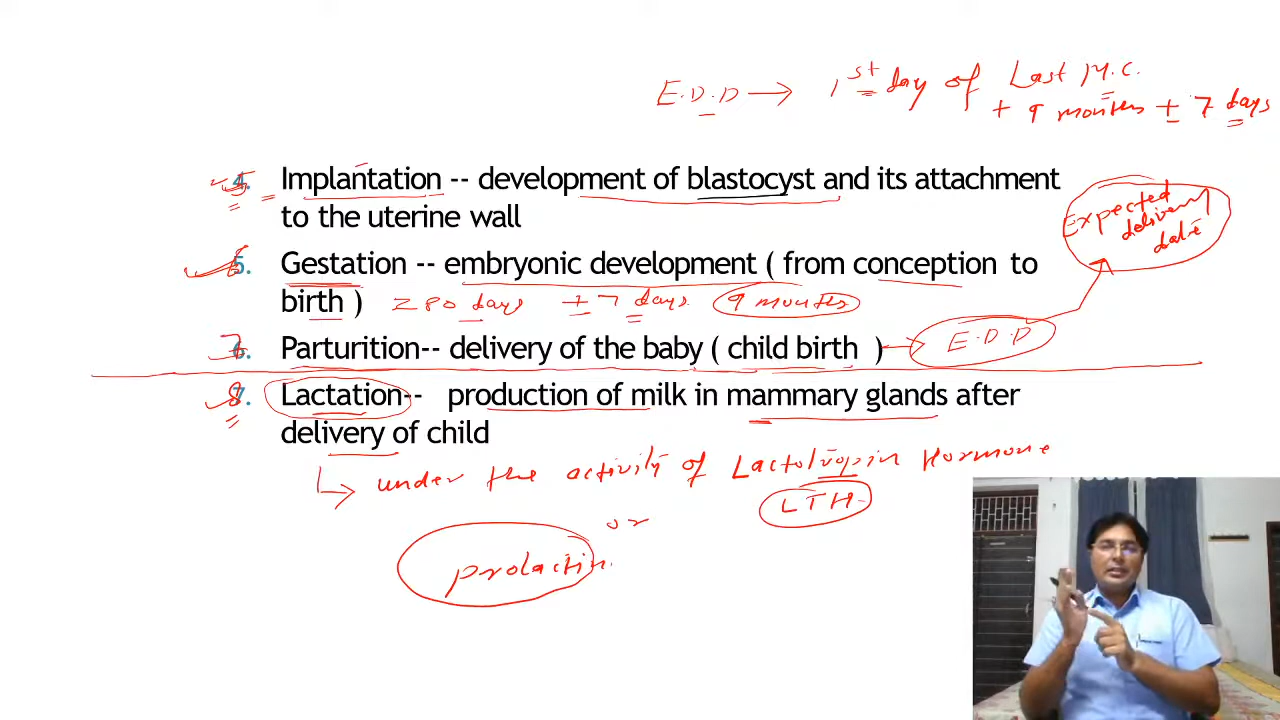 E.D.D → 1st day of Last M.C.
+ 9 months ± 7 days
5. Implantation -- development of blastocyst and its attachment
to the uterine wall
Expected
delivery
date
6. Gestation -- embryonic development ( from conception to
birth ) 280 days ± 7 days 9 months
7. Parturition-- delivery of the baby ( child birth ) → E.D.D
8. Lactation-- production of milk in mammary glands after
delivery of child
↳ under the activity of Lactotropin Hormone
LTH
or
prolactin